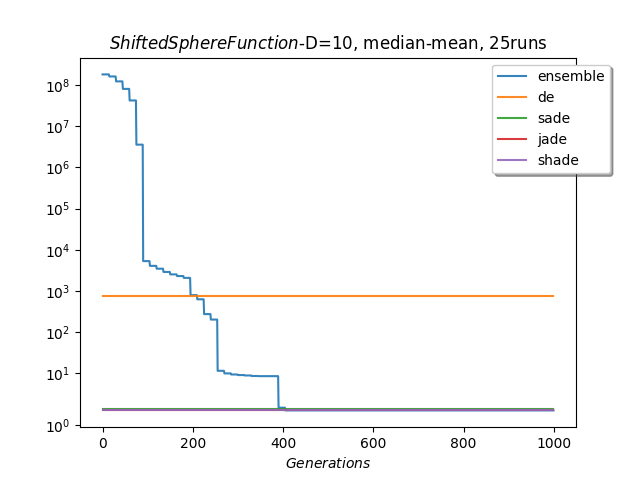 ShiftedSphereFunction-D=10, median-mean, 25runs
ensemble
de
sade
jade
shade
10^8
10^7
10^6
10^5
10^4
10^3
10^2
10^1
10^0
0 200 400 600 800 1000
Generations